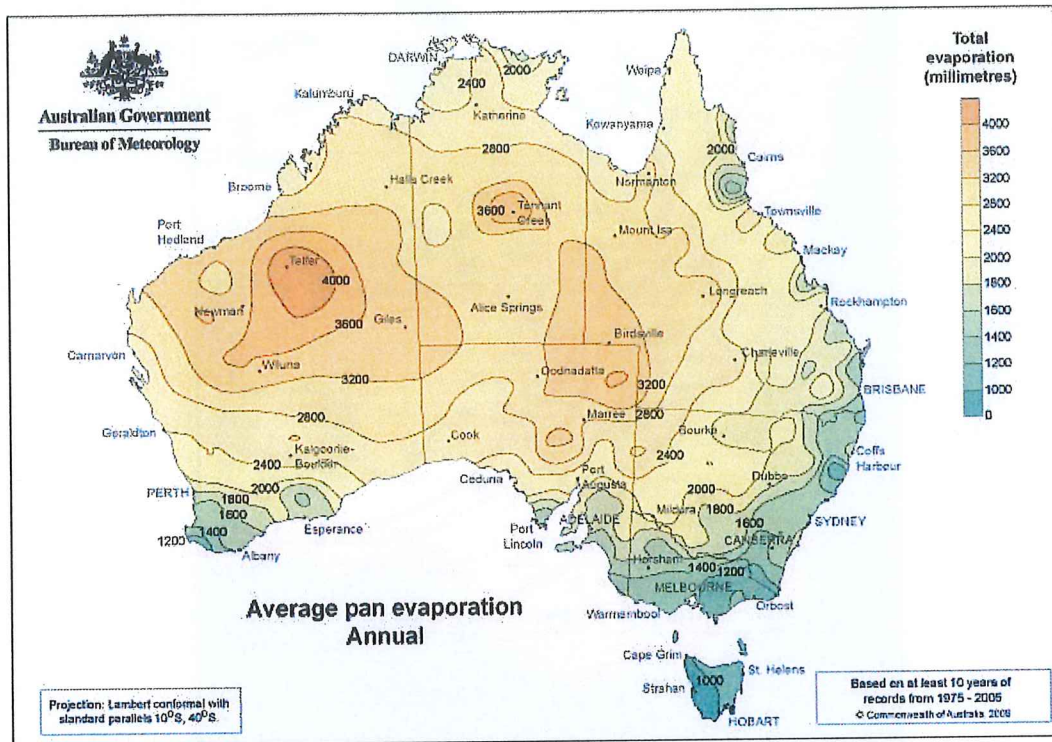 Australian Government
Bureau of Meteorology
Total
evaporation
(millimetres)
4000
3600
3200
2800
2400
2000
1800
1600
1400
1200
1000
0
DARWIN
2000
2400
Katherine
Kalumburu
Weipa
Kowanyama
2800
2000
Cairns
Broome
Halls Creek
Normanton
3600
Tennant
Creek
Townsville
Port
Hedland
Mount Isa
Mackay
Telfer
4000
Newman
Alice Springs
Longreach
Rockhampton
3600
Giles
Birdsville
Carnarvon
Wiluna
3200
Oodnadatta
3200
Charleville
BRISBANE
2800
Marree
2800
Geraldton
Cook
Bourke
Coffs
Harbour
2400
Kalgoorlie-
Boulder
2400
PERTH
2000
1800
1600
Ceduna
Port
Augusta
2000
Dubbo
1200
1400
Esperance
Albany
Port
Lincoln
ADELAIDE
Mildura
1800
1600
SYDNEY
CANBERRA
Horsham
1400
1200
MELBOURNE
Warrnambool
Orbost
Average pan evaporation
Annual
Cape Grim
St. Helens
1000
Strahan
HOBART
Projection: Lambert conformal with
standard parallels 10⁰S, 40⁰S.
Based on at least 10 years of
records from 1975 - 2005